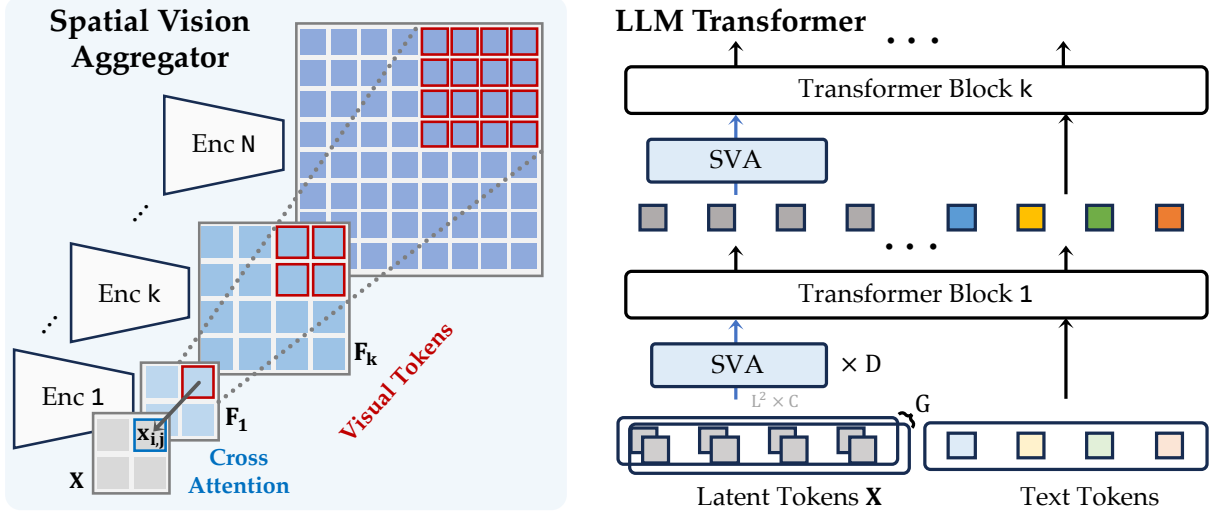 Spatial Vision
Aggregator
Enc N
...
Enc k
...
Enc 1
F_k
F_1
x_{i,j}
X
Visual Tokens
Cross
Attention
LLM Transformer
...
Transformer Block k
SVA
...
Transformer Block 1
SVA
× D
L² × C
G
Latent Tokens X
Text Tokens